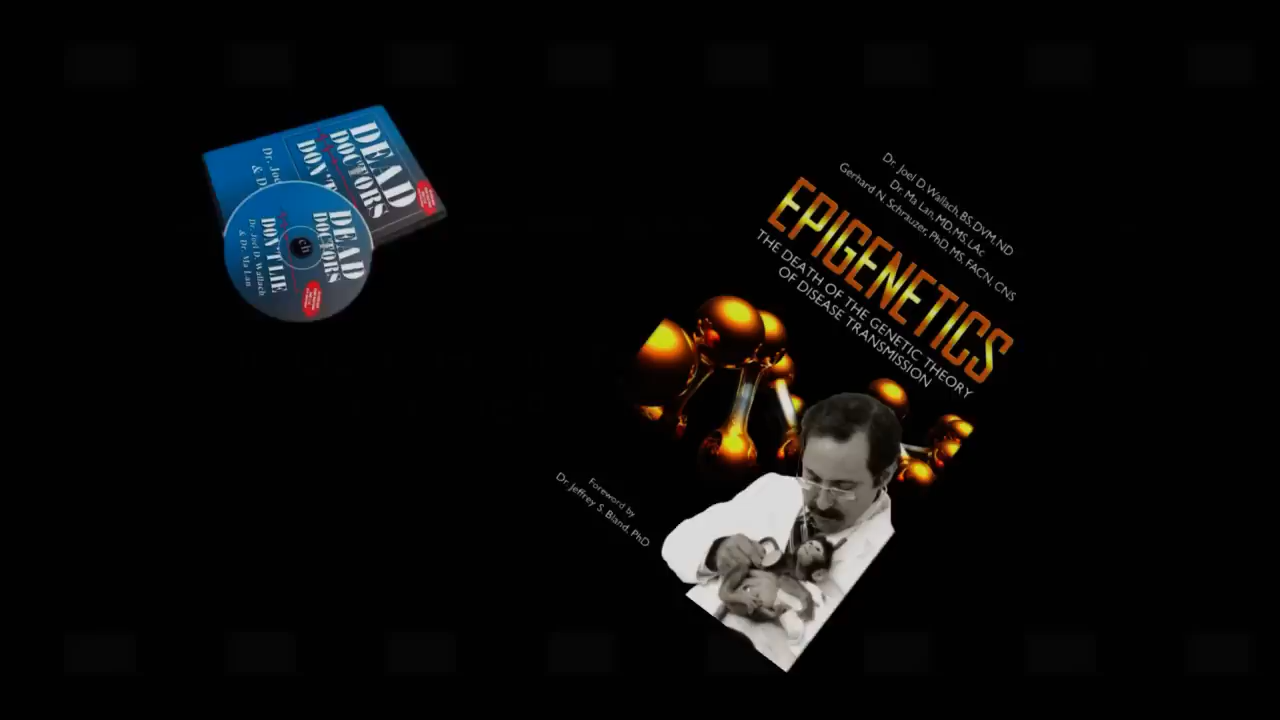 DEAD
DOCTORS
DON'T
Dr. Joe
& D
DEAD
DOCTORS
DON'T LIE
Dr. Joel D. Wallach
& Dr. Ma Lan
Dr. Joel D. Wallach, BS, DVM, ND
Dr. Ma Lan, MD, MS, LAc
Gerhard N. Schrauzer, PhD, MS, FACN, CNS
EPIGENETICS
THE DEATH OF THE GENETIC THEORY
OF DISEASE TRANSMISSION
Foreword by
Dr. Jeffrey S. Bland, PhD